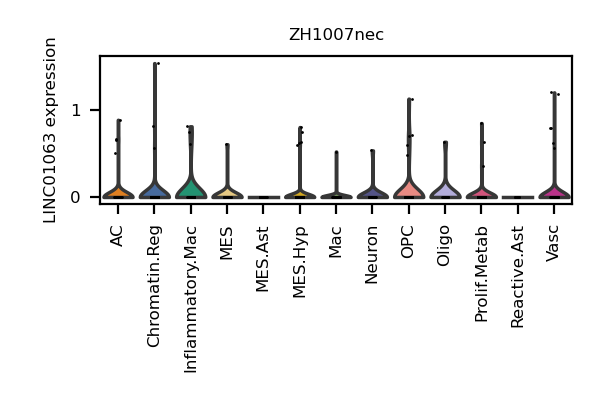 ZH1007nec
LINC01063 expression
1
0
AC
Chromatin.Reg
Inflammatory.Mac
MES
MES.Ast
MES.Hyp
Mac
Neuron
OPC
Oligo
Prolif.Metab
Reactive.Ast
Vasc